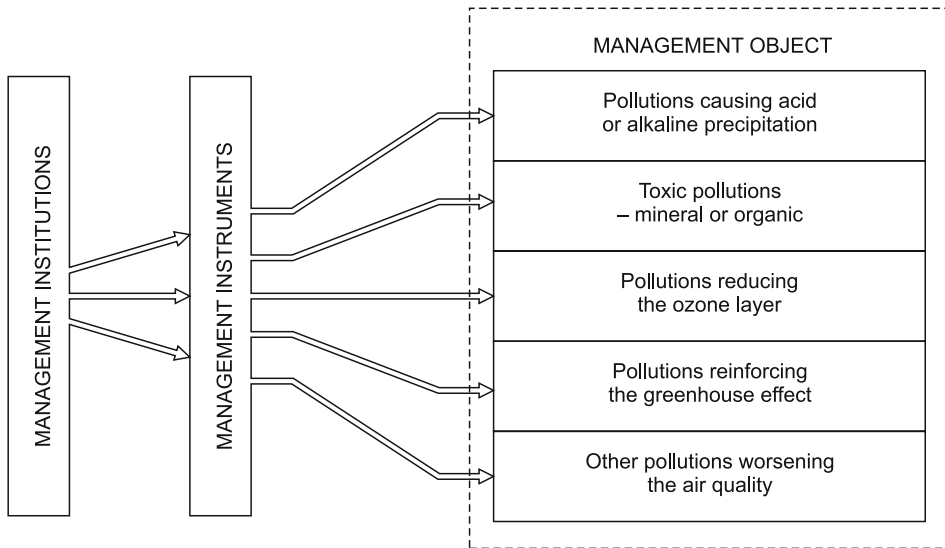 MANAGEMENT INSTITUTIONS
MANAGEMENT INSTRUMENTS
MANAGEMENT OBJECT
Pollutions causing acid
or alkaline precipitation
Toxic pollutions
– mineral or organic
Pollutions reducing
the ozone layer
Pollutions reinforcing
the greenhouse effect
Other pollutions worsening
the air quality